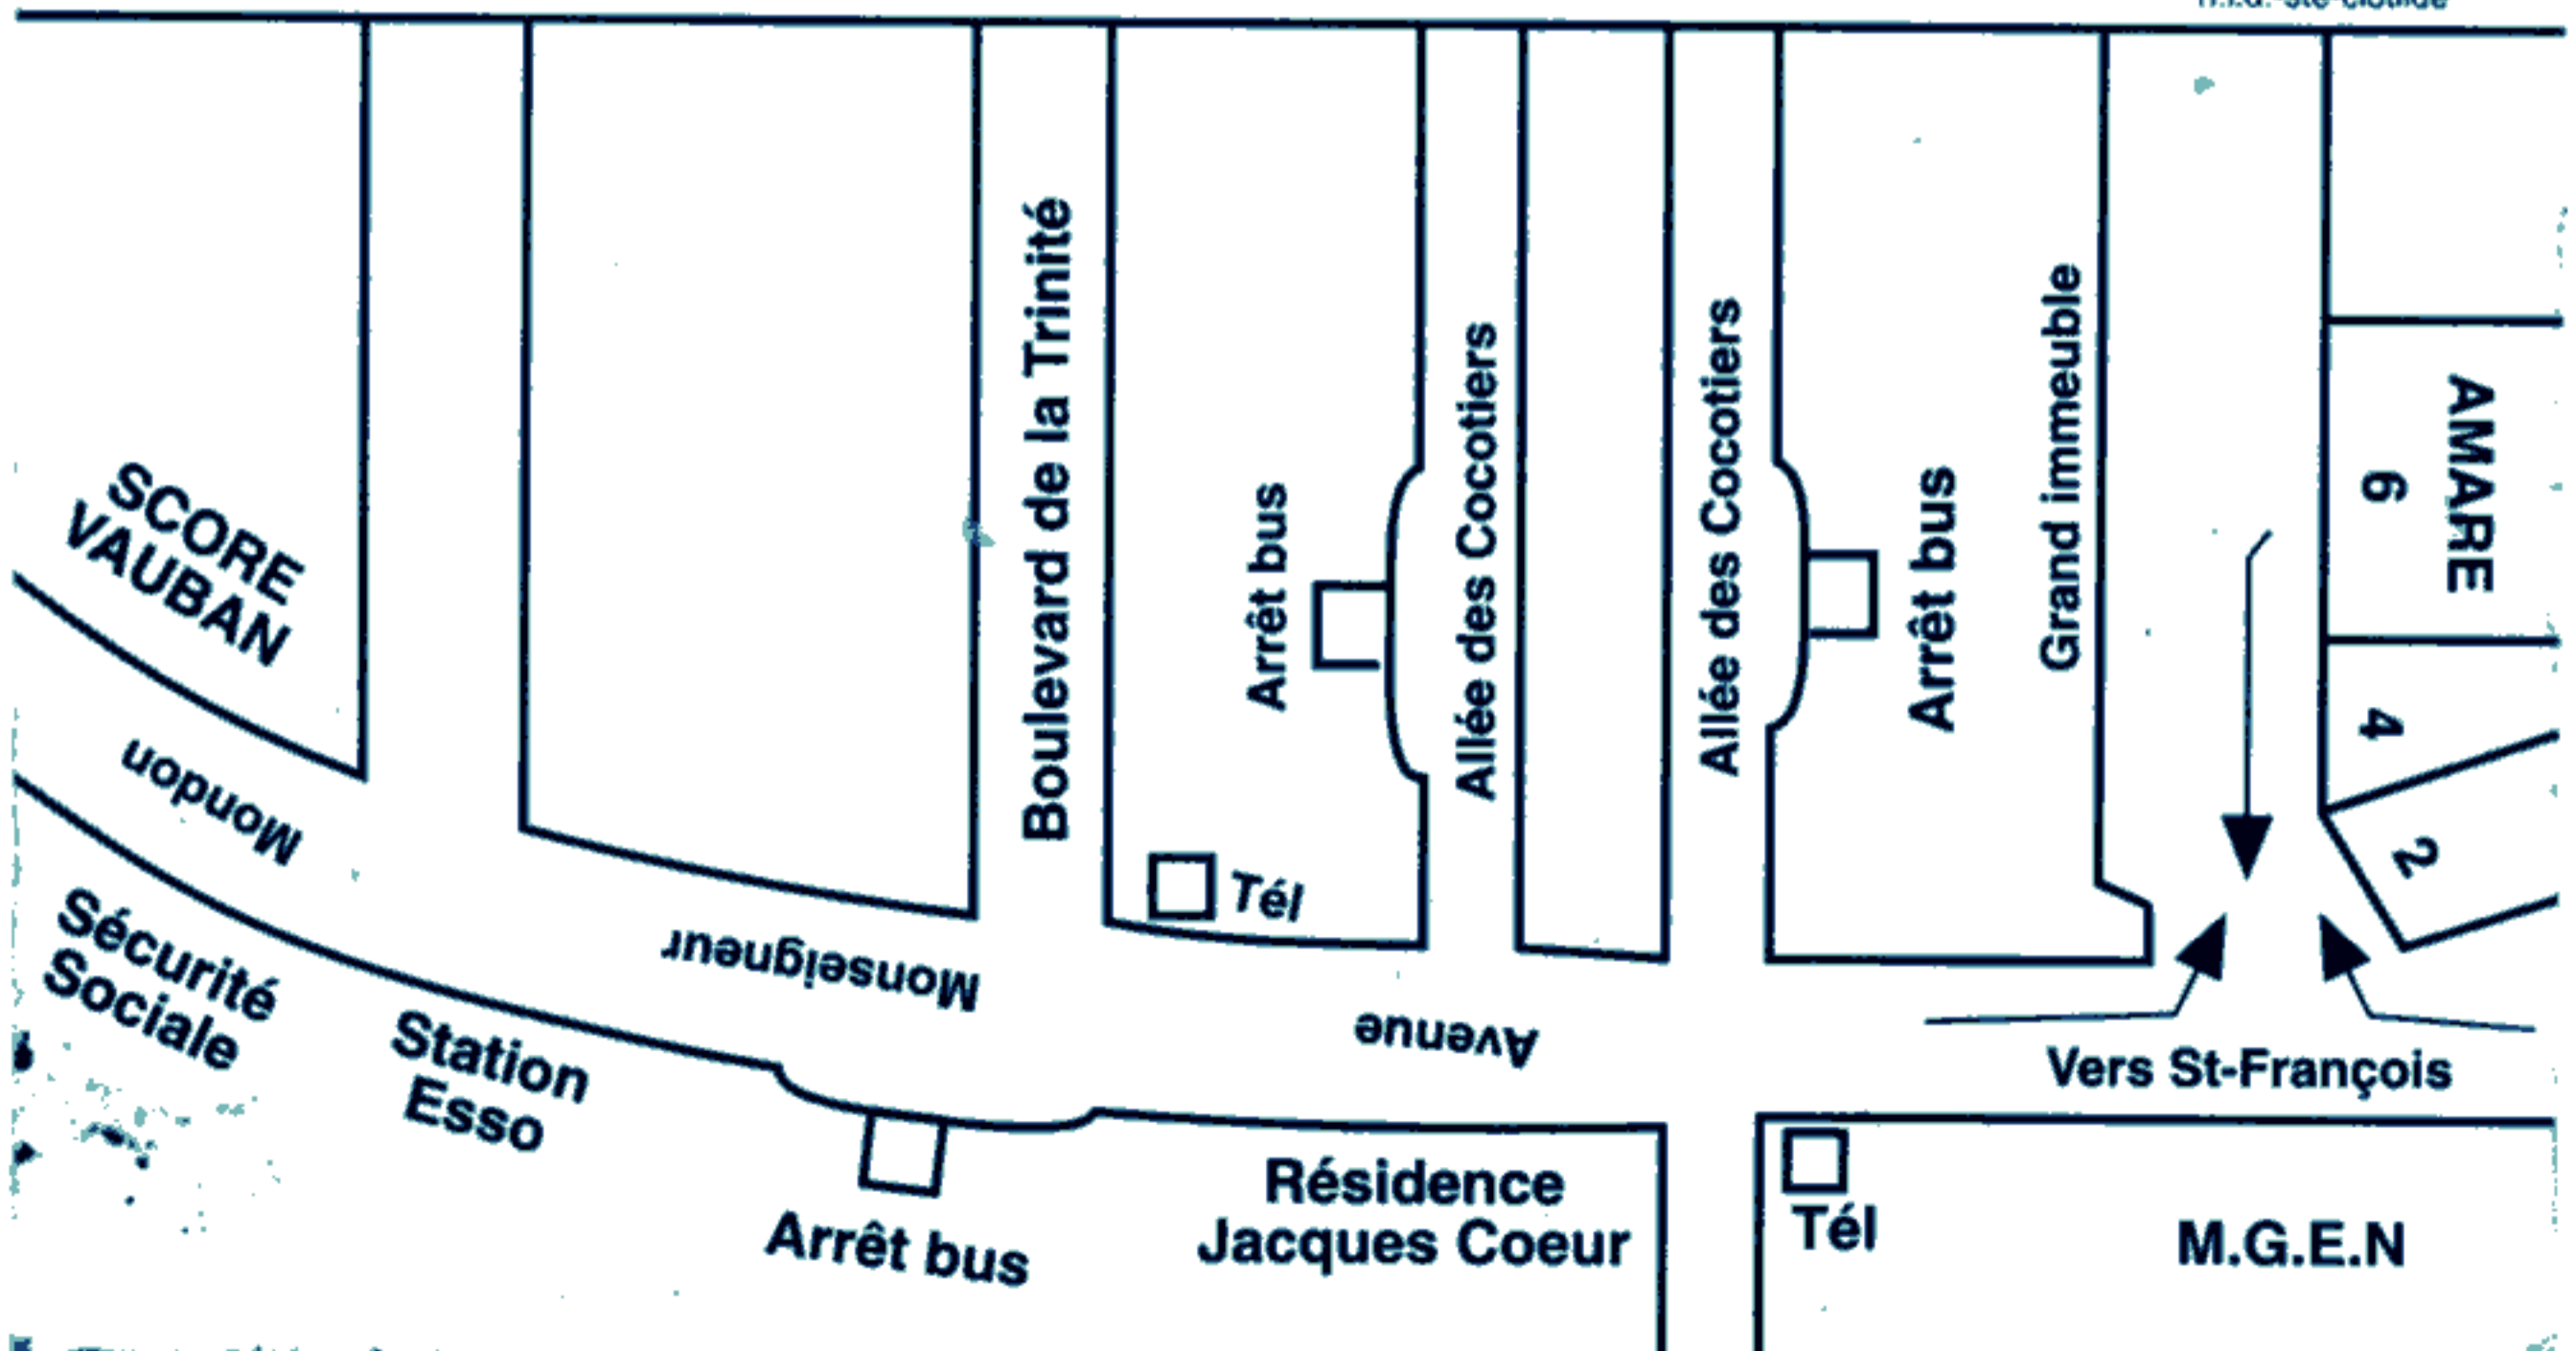 SCORE
VAUBAN
Boulevard de la Trinité
Arrêt bus
Allée des Cocotiers
Allée des Cocotiers
Arrêt bus
Grand immeuble
AMARE
6
4
2
Tél
Avenue
Monseigneur
Mondon
Sécurité
Sociale
Station
Esso
Arrêt bus
Résidence
Jacques Coeur
Vers St-François
Tél
M.G.E.N